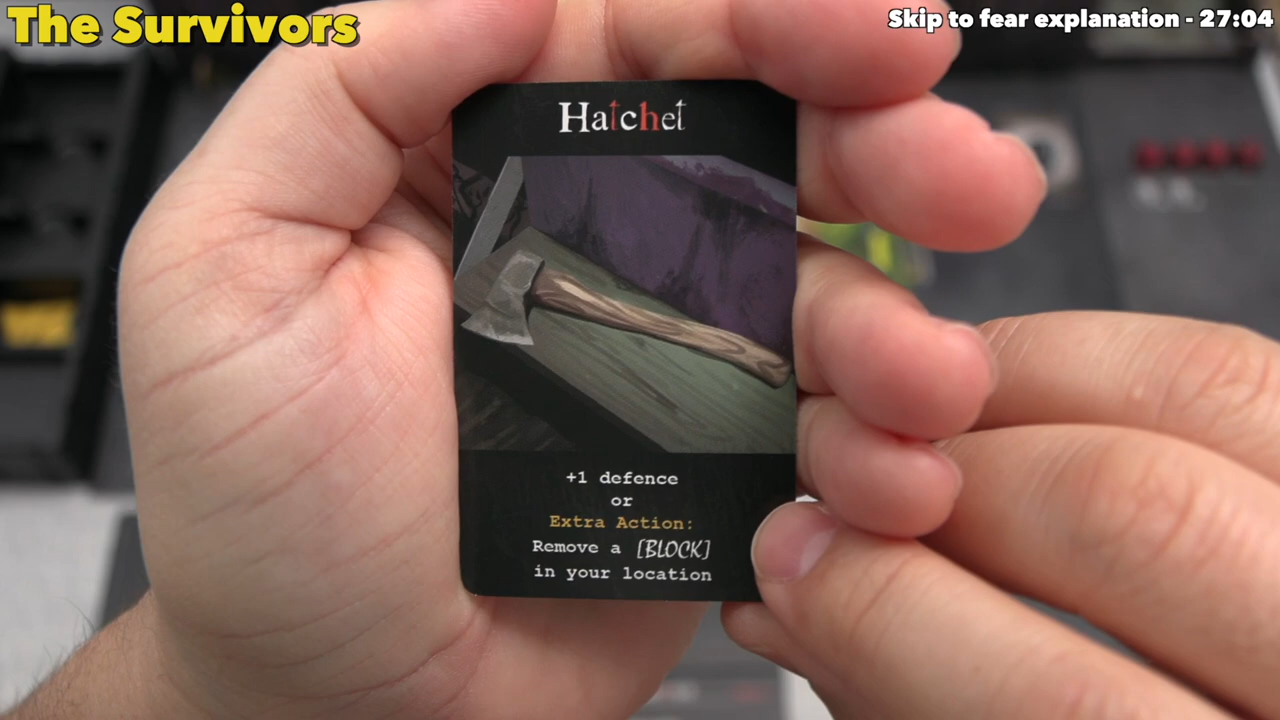 The Survivors
Skip to fear explanation - 27:04
Hatchet
+1 defence
or
Extra Action:
Remove a [BLOCK]
in your location